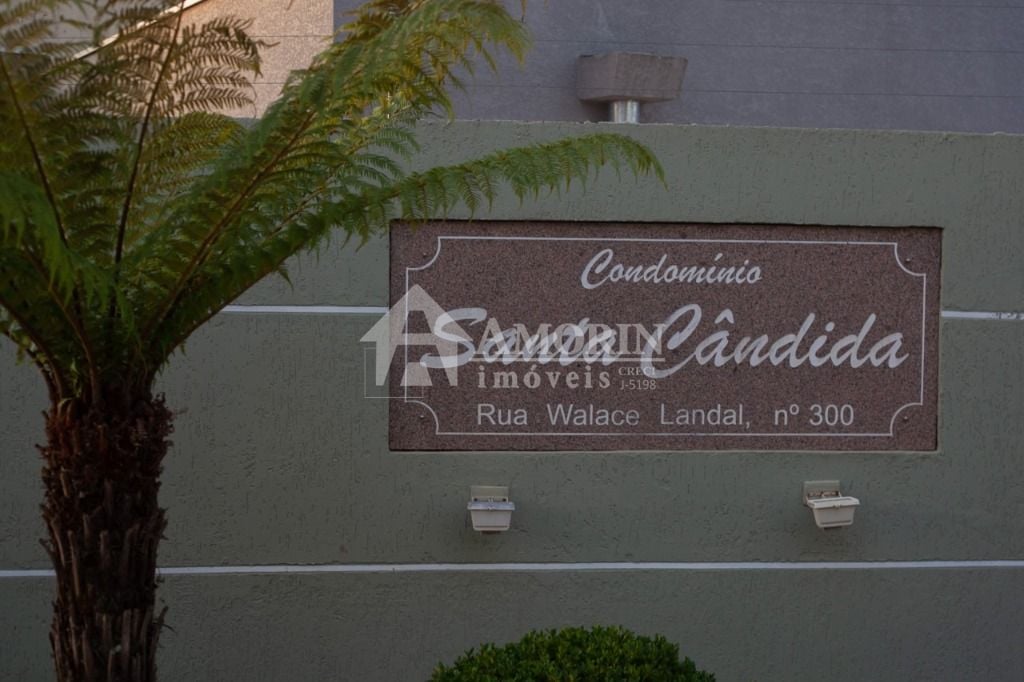 Condomínio
Santa Cândida
AMORIN
imóveis
CRECI
J-5198
Rua Walace Landal, nº 300